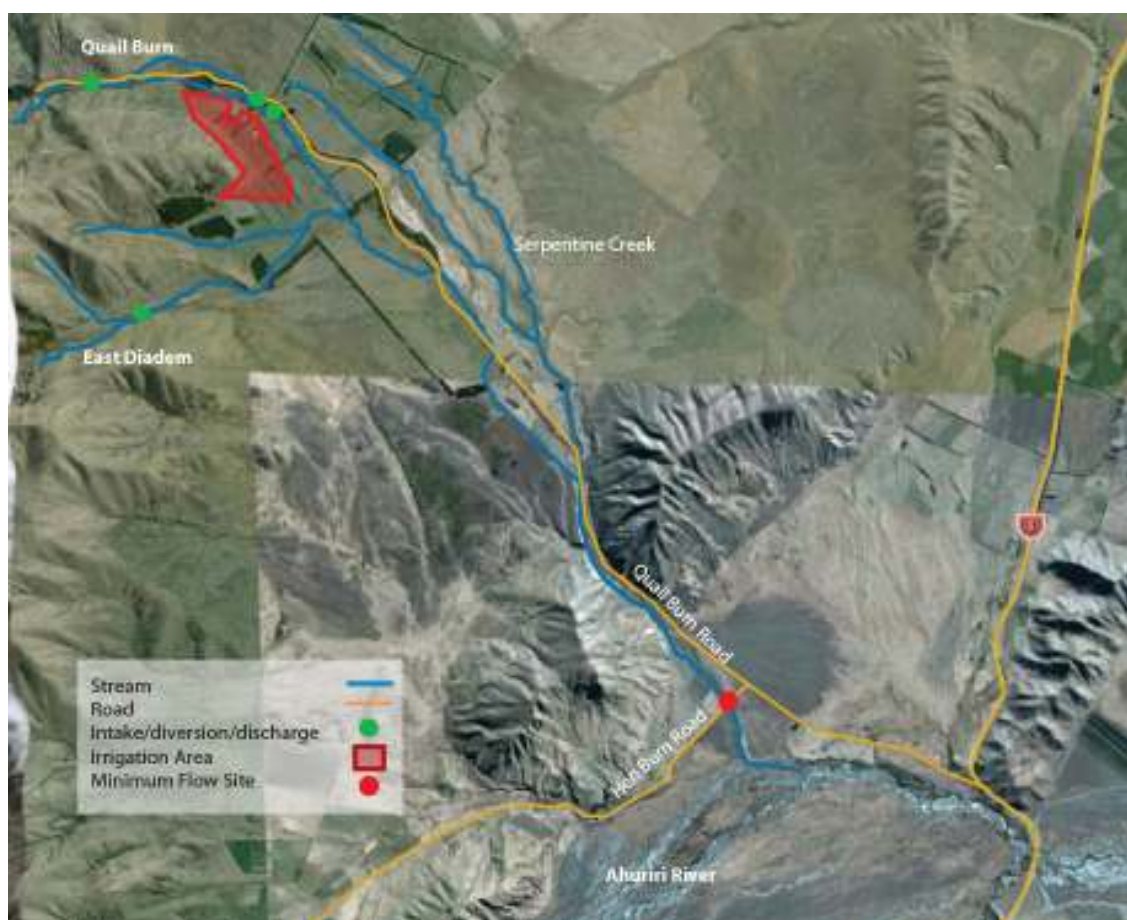 Quail Burn
Serpentine Creek
East Diadem
Quail Burn Road
Hen Burn Road
Stream
Road
Intake/diversion/discharge
Irrigation Area
Minimum Flow Site
Ahuriri River